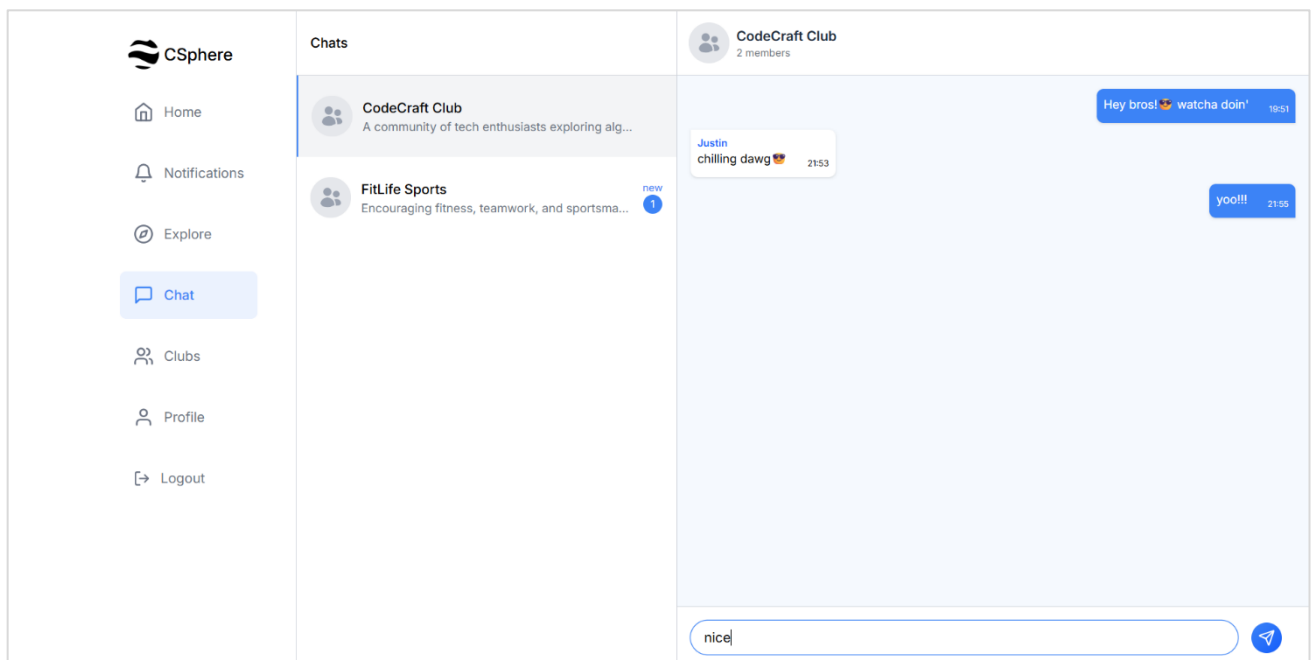 CSphere
Home
Notifications
Explore
Chat
Clubs
Profile
Logout
Chats
CodeCraft Club
A community of tech enthusiasts exploring alg...
FitLife Sports
Encouraging fitness, teamwork, and sportsma...
new
1
CodeCraft Club
2 members
Hey bros!😎 watcha doin' 19:51
Justin
chilling dawg😎 21:53
yoo!!! 21:55
nice